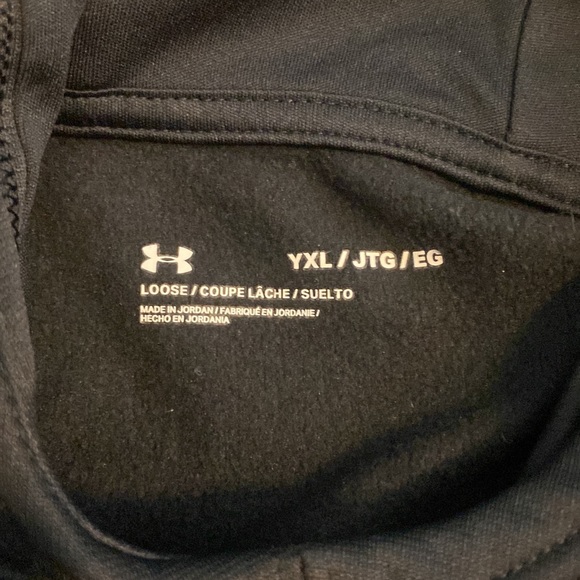 YXL / JTG / EG
LOOSE / COUPE LÂCHE / SUELTO
MADE IN JORDAN / FABRIQUÉ EN JORDANIE /
HECHO EN JORDANIA